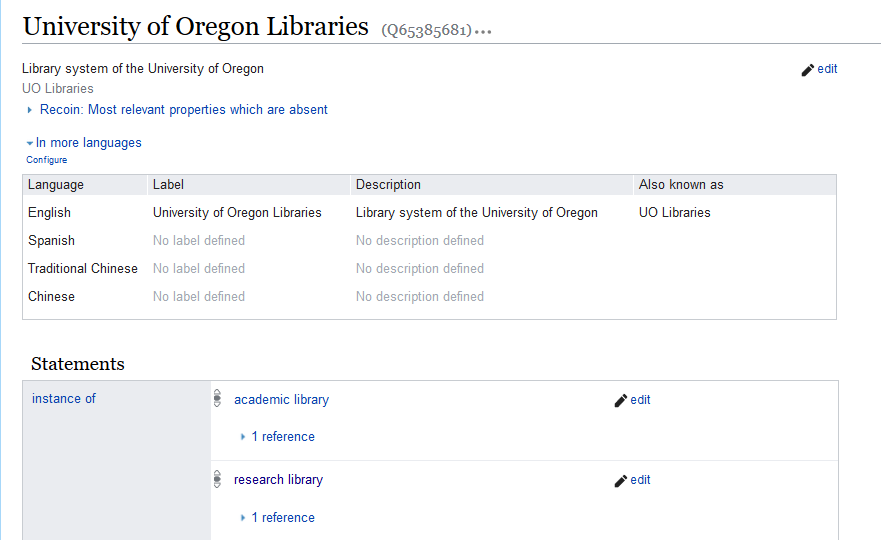 University of Oregon Libraries (Q65385681)...
Library system of the University of Oregon edit
UO Libraries
Recoin: Most relevant properties which are absent
In more languages
Configure
Language Label Description Also known as
English University of Oregon Libraries Library system of the University of Oregon UO Libraries
Spanish No label defined No description defined
Traditional Chinese No label defined No description defined
Chinese No label defined No description defined
Statements
instance of academic library edit
1 reference
research library edit
1 reference